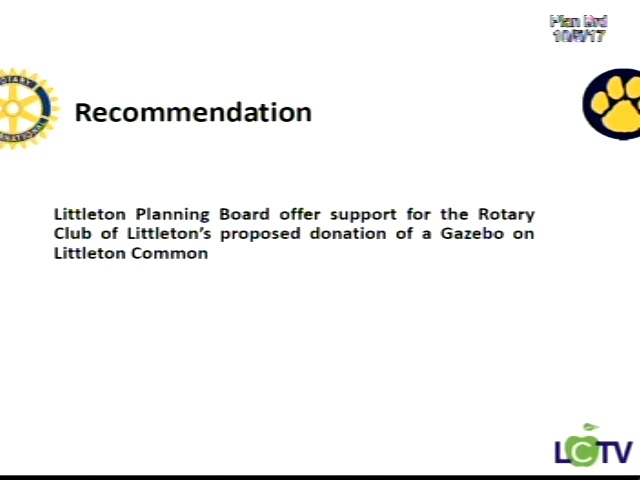 Plan Brd
10/5/17
ROTARY
Recommendation
Littleton Planning Board offer support for the Rotary
Club of Littleton's proposed donation of a Gazebo on
Littleton Common
LCTV